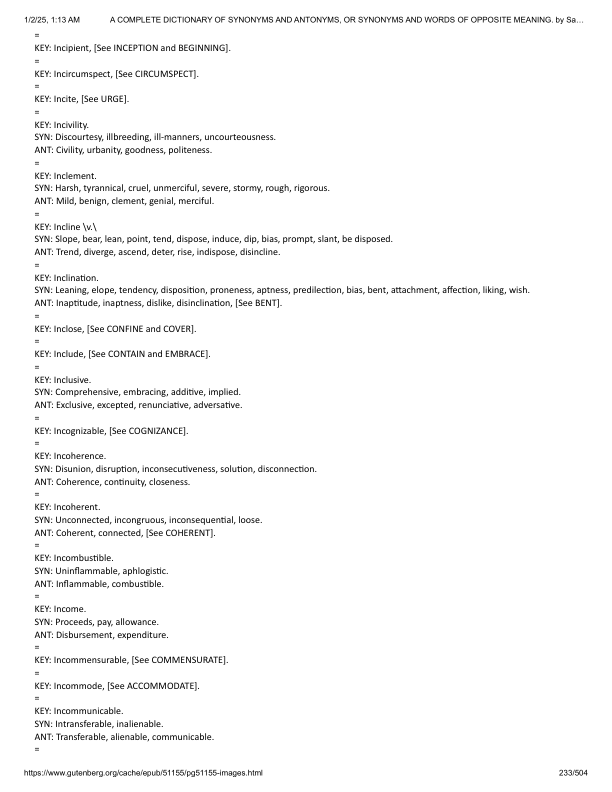 1/2/25, 1:13 AM A COMPLETE DICTIONARY OF SYNONYMS AND ANTONYMS, OR SYNONYMS AND WORDS OF OPPOSITE MEANING. by Sa…
=
KEY: Incipient, [See INCEPTION and BEGINNING].
=
KEY: Incircumspect, [See CIRCUMSPECT].
=
KEY: Incite, [See URGE].
=
KEY: Incivility.
SYN: Discourtesy, illbreeding, ill-manners, uncourteousness.
ANT: Civility, urbanity, goodness, politeness.
=
KEY: Inclement.
SYN: Harsh, tyrannical, cruel, unmerciful, severe, stormy, rough, rigorous.
ANT: Mild, benign, clement, genial, merciful.
=
KEY: Incline \v.\
SYN: Slope, bear, lean, point, tend, dispose, induce, dip, bias, prompt, slant, be disposed.
ANT: Trend, diverge, ascend, deter, rise, indispose, disincline.
=
KEY: Inclination.
SYN: Leaning, elope, tendency, disposition, proneness, aptness, predilection, bias, bent, attachment, affection, liking, wish.
ANT: Inaptitude, inaptness, dislike, disinclination, [See BENT].
=
KEY: Inclose, [See CONFINE and COVER].
=
KEY: Include, [See CONTAIN and EMBRACE].
=
KEY: Inclusive.
SYN: Comprehensive, embracing, additive, implied.
ANT: Exclusive, excepted, renunciative, adversative.
=
KEY: Incognizable, [See COGNIZANCE].
=
KEY: Incoherence.
SYN: Disunion, disruption, inconsecutiveness, solution, disconnection.
ANT: Coherence, continuity, closeness.
=
KEY: Incoherent.
SYN: Unconnected, incongruous, inconsequential, loose.
ANT: Coherent, connected, [See COHERENT].
=
KEY: Incombustible.
SYN: Uninflammable, aphlogistic.
ANT: Inflammable, combustible.
=
KEY: Income.
SYN: Proceeds, pay, allowance.
ANT: Disbursement, expenditure.
=
KEY: Incommensurable, [See COMMENSURATE].
=
KEY: Incommode, [See ACCOMMODATE].
=
KEY: Incommunicable.
SYN: Intransferable, inalienable.
ANT: Transferable, alienable, communicable.
=
https://www.gutenberg.org/cache/epub/51155/pg51155-images.html 233/504